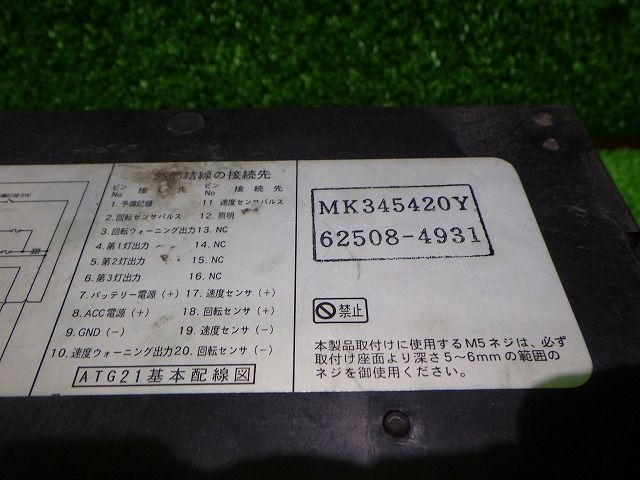 予備記録SW
外部結線の接続先
ピンNo 接続先 ピンNo 接続先
1. 予備記録 11 速度センサパルス
2. 回転センサパルス 12. 照明
3. 回転ウォーニング出力 13. NC
4. 第1灯出力 14. NC
5. 第2灯出力 15. NC
6. 第3灯出力 16. NC
7. バッテリー電源(+) 17. 速度センサ(+)
8. ACC電源(+) 18. 回転センサ(+)
9. GND(-) 19. 速度センサ(-)
10. 速度ウォーニング出力 20. 回転センサ(-)
ATG21基本配線図
MK345420Y
62508-4931
禁止
本製品取付けに使用するM5ネジは、必ず
取付け座面より深さ5~6mmの範囲の
ネジを御使用ください。